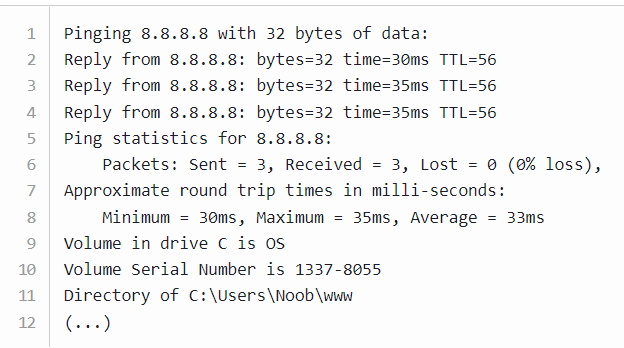 1 Pinging 8.8.8.8 with 32 bytes of data:
2 Reply from 8.8.8.8: bytes=32 time=30ms TTL=56
3 Reply from 8.8.8.8: bytes=32 time=35ms TTL=56
4 Reply from 8.8.8.8: bytes=32 time=35ms TTL=56
5 Ping statistics for 8.8.8.8:
6     Packets: Sent = 3, Received = 3, Lost = 0 (0% loss),
7 Approximate round trip times in milli-seconds:
8     Minimum = 30ms, Maximum = 35ms, Average = 33ms
9 Volume in drive C is OS
10 Volume Serial Number is 1337-8055
11 Directory of C:\Users\Noob\www
12 (...)